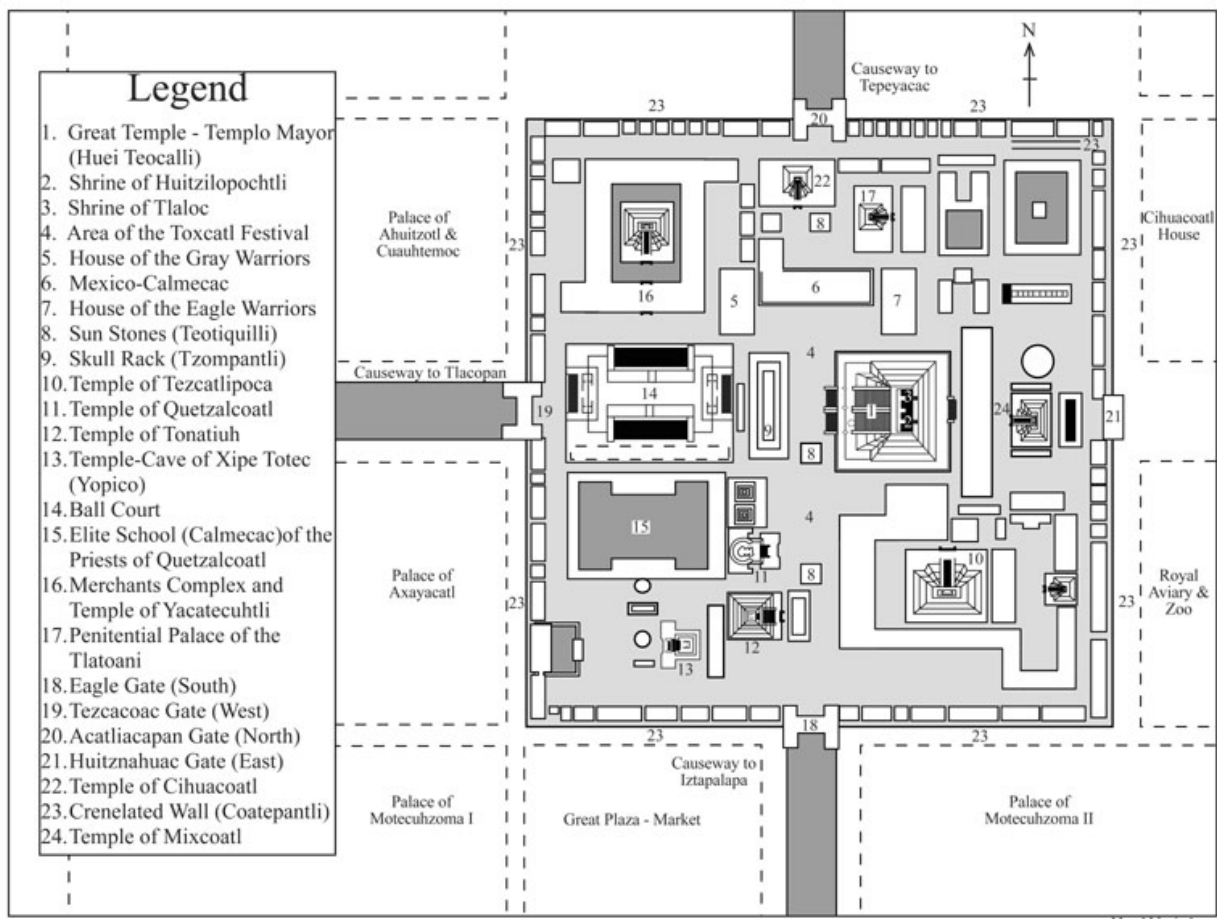 Legend
1. Great Temple - Templo Mayor
(Huei Teocalli)
2. Shrine of Huitzilopochtli
3. Shrine of Tlaloc
4. Area of the Toxcatl Festival
5. House of the Gray Warriors
6. Mexico-Calmecac
7. House of the Eagle Warriors
8. Sun Stones (Teotiquilli)
9. Skull Rack (Tzompantli)
10. Temple of Tezcatlipoca
11. Temple of Quetzalcoatl
12. Temple of Tonatiuh
13. Temple-Cave of Xipe Totec
(Yopico)
14. Ball Court
15. Elite School (Calmecac)of the
Priests of Quetzalcoatl
16. Merchants Complex and
Temple of Yacatecuhtli
17. Penitential Palace of the
Tlatoani
18. Eagle Gate (South)
19. Tezcacoac Gate (West)
20. Acatliacapan Gate (North)
21. Huitznahuac Gate (East)
22. Temple of Cihuacoatl
23. Crenelated Wall (Coatepantli)
24. Temple of Mixcoatl
N
Causeway to
Tepeyacac
23
20
23
23
22
17
8
Palace of
Ahuitzotl &
Cuauhtemoc
23
Cihuacoatl
House
23
16
5
6
7
4
Causeway to Tlacopan
19
14
9
1
24
21
8
15
4
11
8
10
Palace of
Axayacatl
23
12
13
Royal
Aviary &
Zoo
23
23
18
23
Causeway to
Iztapalapa
Palace of
Motecuhzoma I
Great Plaza - Market
Palace of
Motecuhzoma II